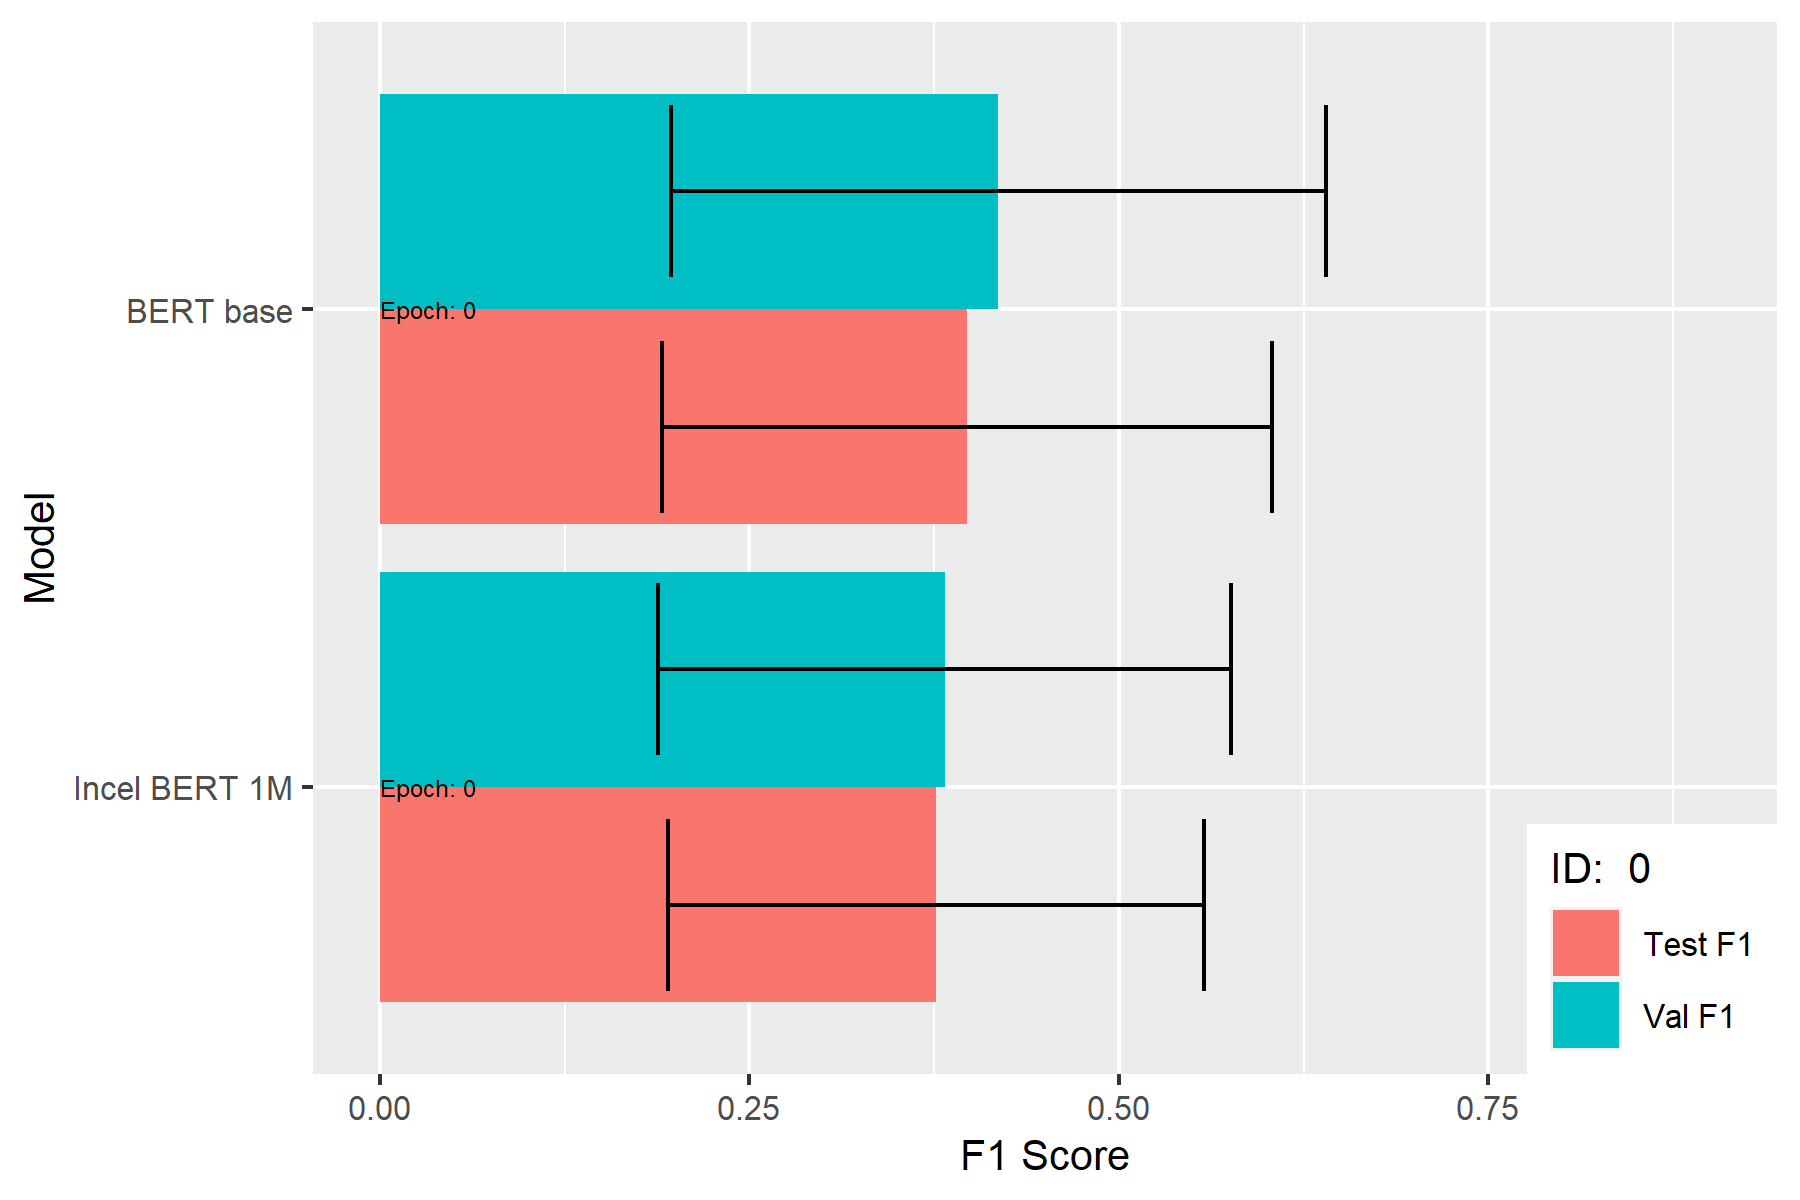 Model
BERT base
Epoch: 0
Incel BERT 1M
Epoch: 0
ID: 0
Test F1
Val F1
0.00 0.25 0.50 0.75
F1 Score